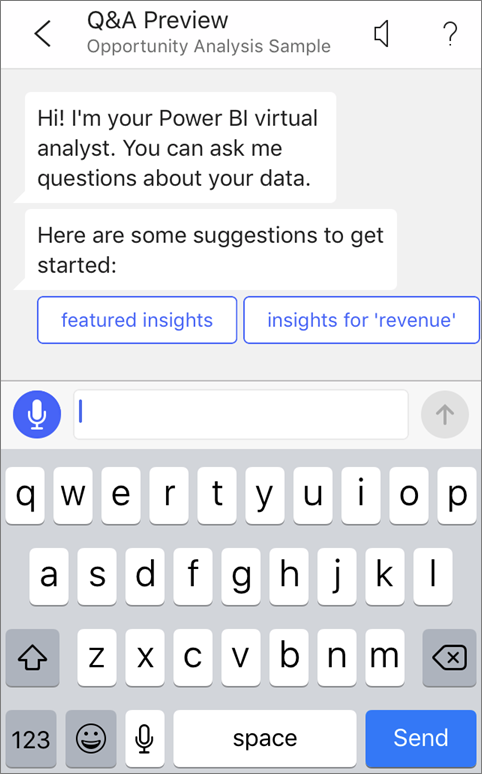 Q&A Preview
Opportunity Analysis Sample
?
Hi! I'm your Power BI virtual
analyst. You can ask me
questions about your data.
Here are some suggestions to get
started:
featured insights insights for 'revenue'
q w e r t y u i o p
a s d f g h j k l
z x c v b n m
123 space Send